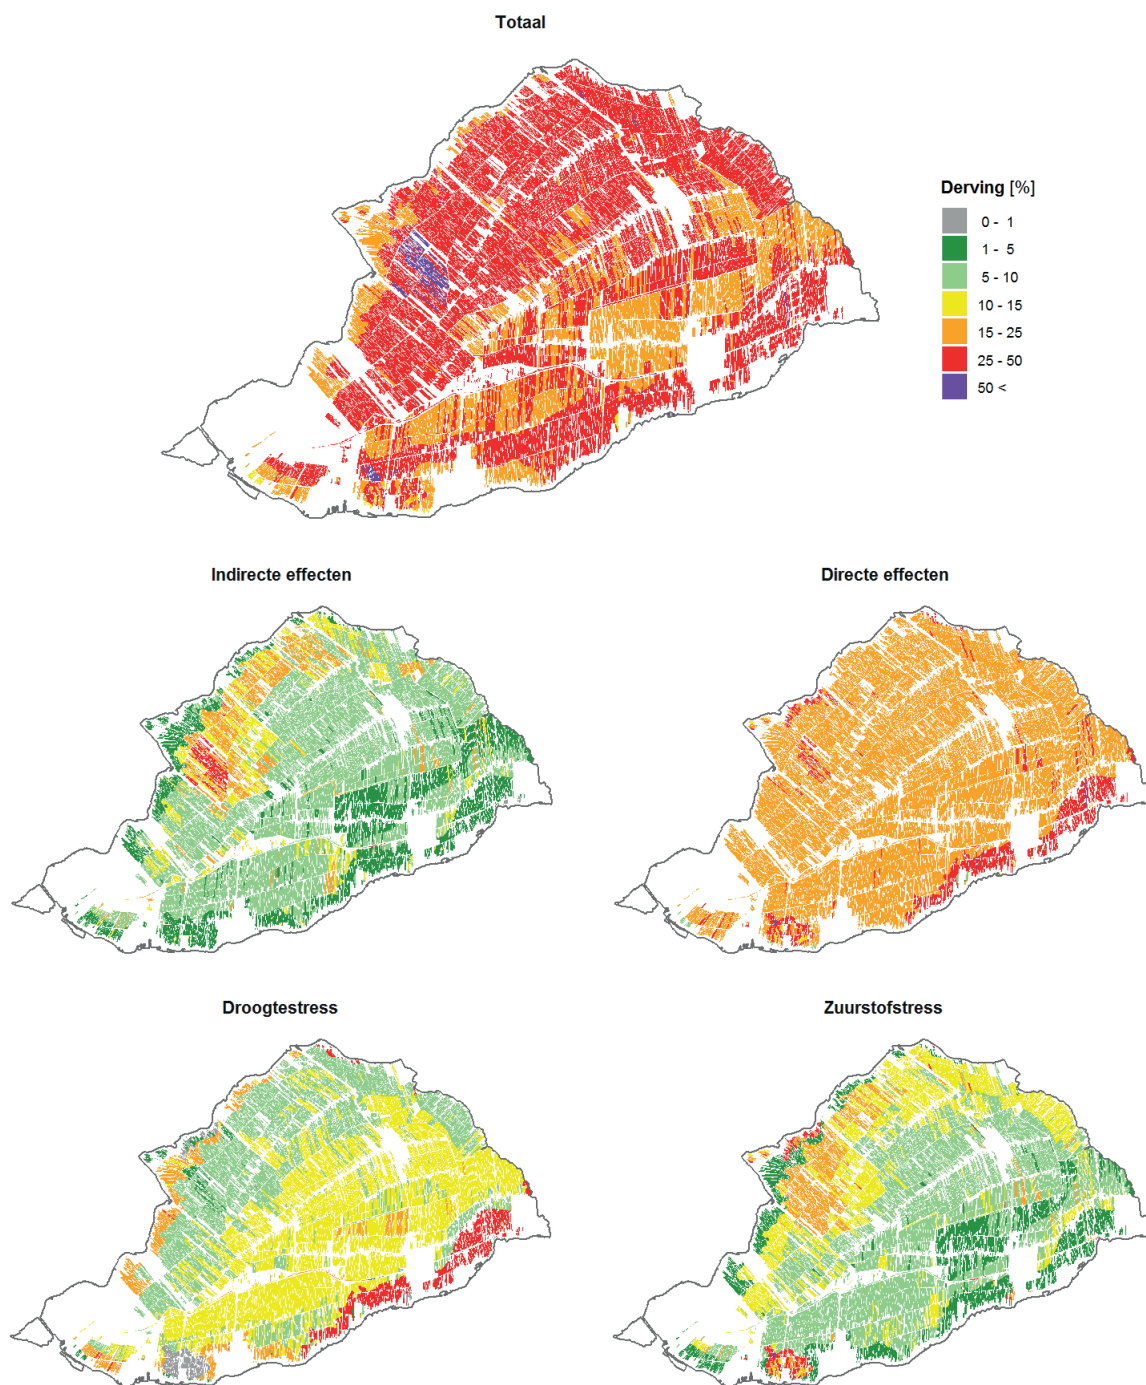 Totaal
Derving [%]
0 - 1
1 - 5
5 - 10
10 - 15
15 - 25
25 - 50
50 <
Indirecte effecten
Directe effecten
Droogtestress
Zuurstofstress